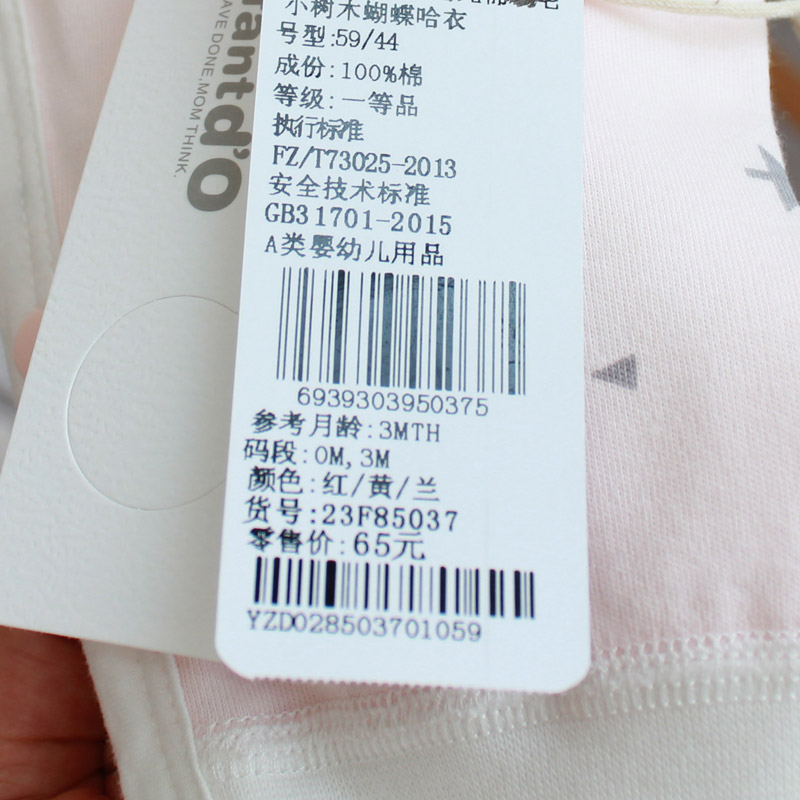 小树木蝴蝶哈衣
号型:59/44
成份:100%棉
等级:一等品
执行标准
FZ/T73025-2013
安全技术标准
GB31701-2015
A类婴幼儿用品
6939303950375
参考月龄:3MTH
码段:0M,3M
颜色:红/黄/兰
货号:23F85037
零售价:65元
YZD028503701059
antd'O
AVE DONE,MOM THINK.